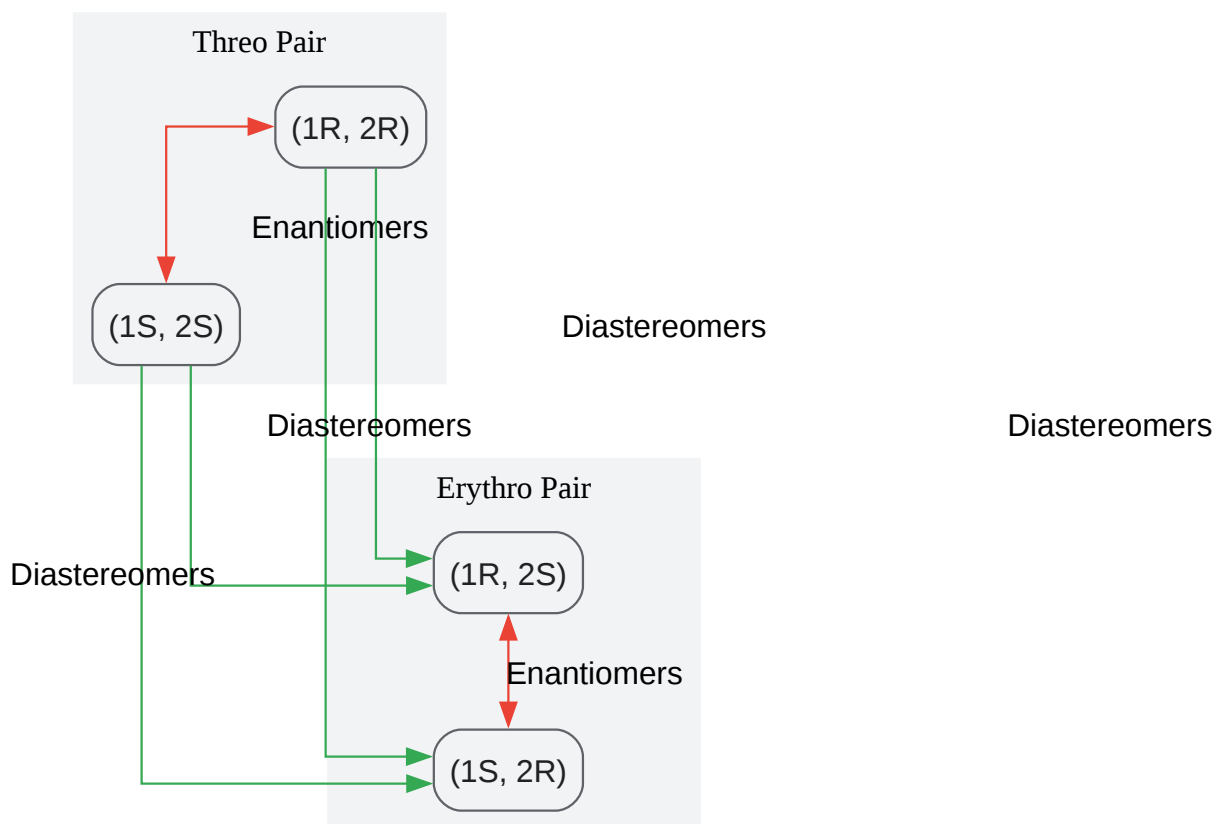 Threo Pair
(1R, 2R)
Enantiomers
(1S, 2S)
Diastereomers
Diastereomers
Diastereomers
Erythro Pair
(1R, 2S)
Diastereomers
Enantiomers
(1S, 2R)